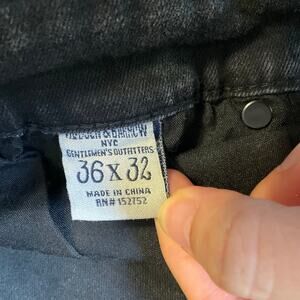 NYC
GENTLEMEN'S OUTFITTERS
36 X 32
MADE IN CHINA
RN# 152752